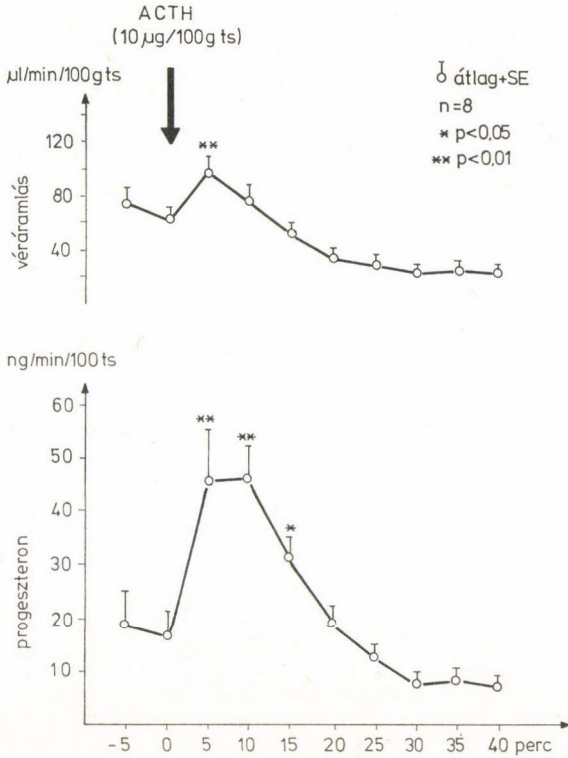 ACTH
(10 µg/100g ts)
µl/min/100g ts
átlag+SE
n=8
* p<0,05
** p<0,01
**
120
80
40
véráramlás
ng/min/100 ts
60
50
40
30
20
10
progeszteron
**
**
*
-5 0 5 10 15 20 25 30 35 40 perc